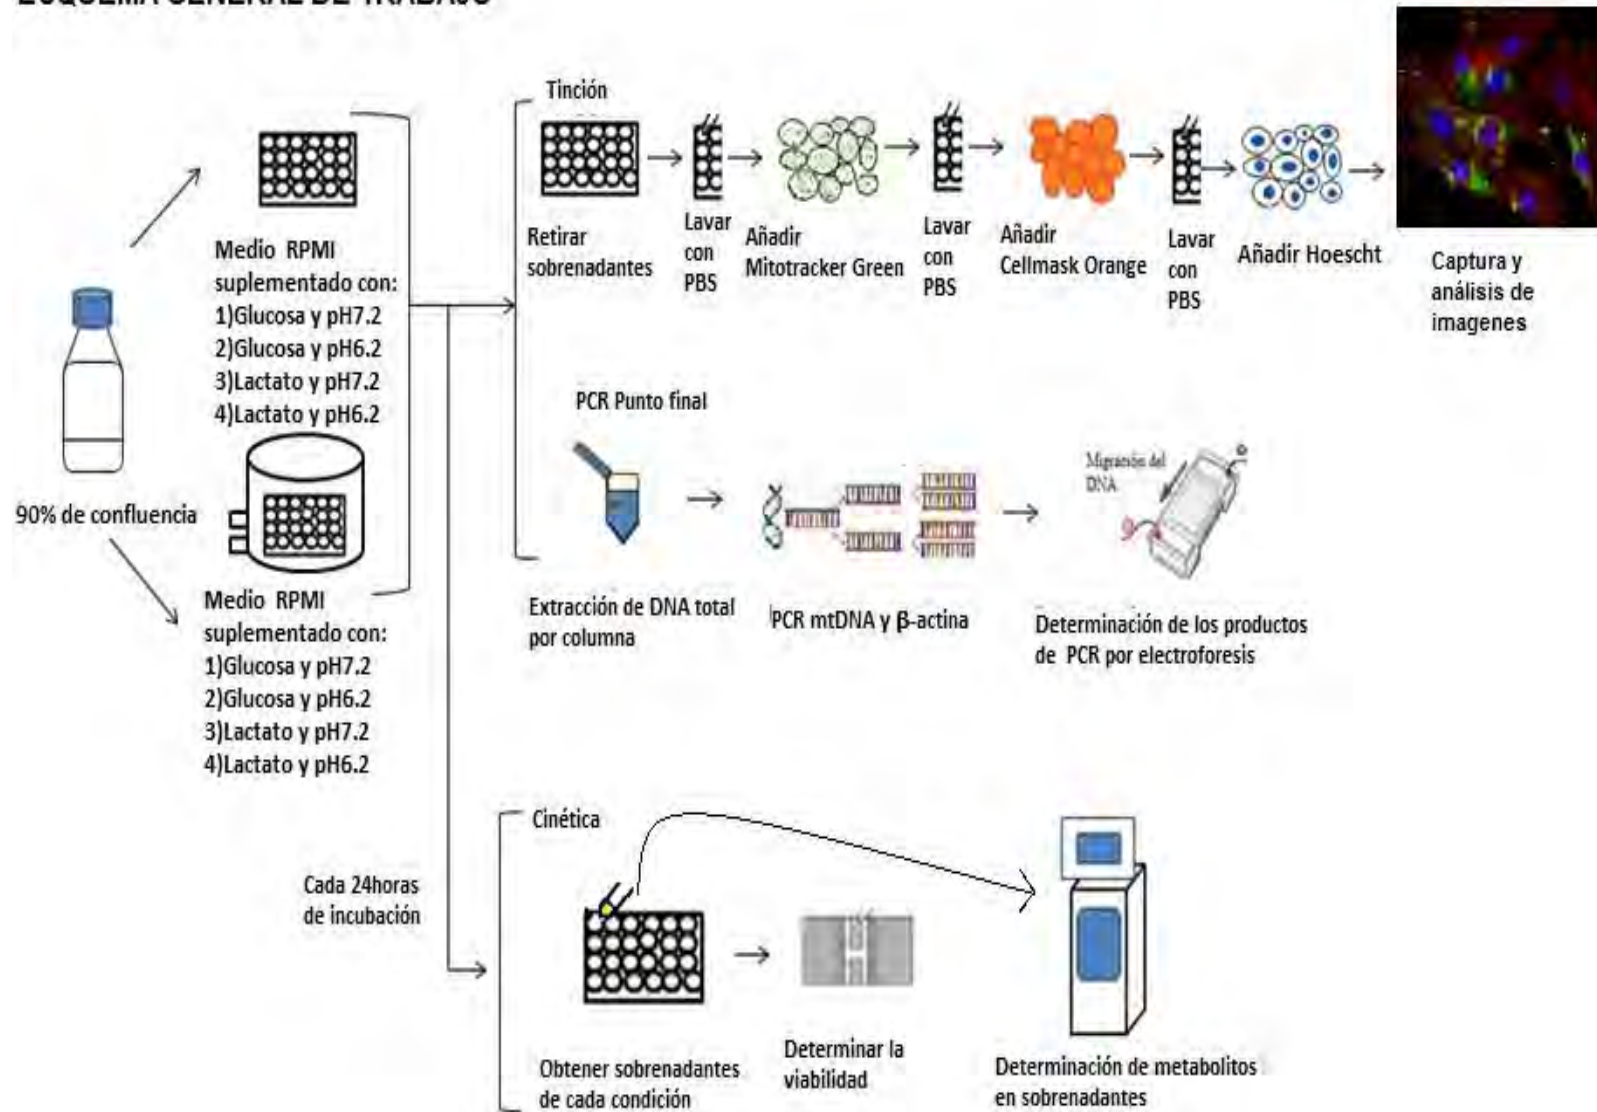 ESQUEMA GENERAL DE TRABAJO
Tinción
Retirar
sobrenadantes
Lavar
con
PBS
Añadir
Mitotracker Green
Lavar
con
PBS
Añadir
Cellmask Orange
Lavar
con
PBS
Añadir Hoescht
Captura y
análisis de
imagenes
Medio RPMI
suplementado con:
1)Glucosa y pH7.2
2)Glucosa y pH6.2
3)Lactato y pH7.2
4)Lactato y pH6.2
90% de confluencia
Medio RPMI
suplementado con:
1)Glucosa y pH7.2
2)Glucosa y pH6.2
3)Lactato y pH7.2
4)Lactato y pH6.2
PCR Punto final
Migración del
DNA
Extracción de DNA total
por columna
PCR mtDNA y β-actina
Determinación de los productos
de PCR por electroforesis
Cada 24horas
de incubación
Cinética
Obtener sobrenadantes
de cada condición
Determinar la
viabilidad
Determinación de metabolitos
en sobrenadantes